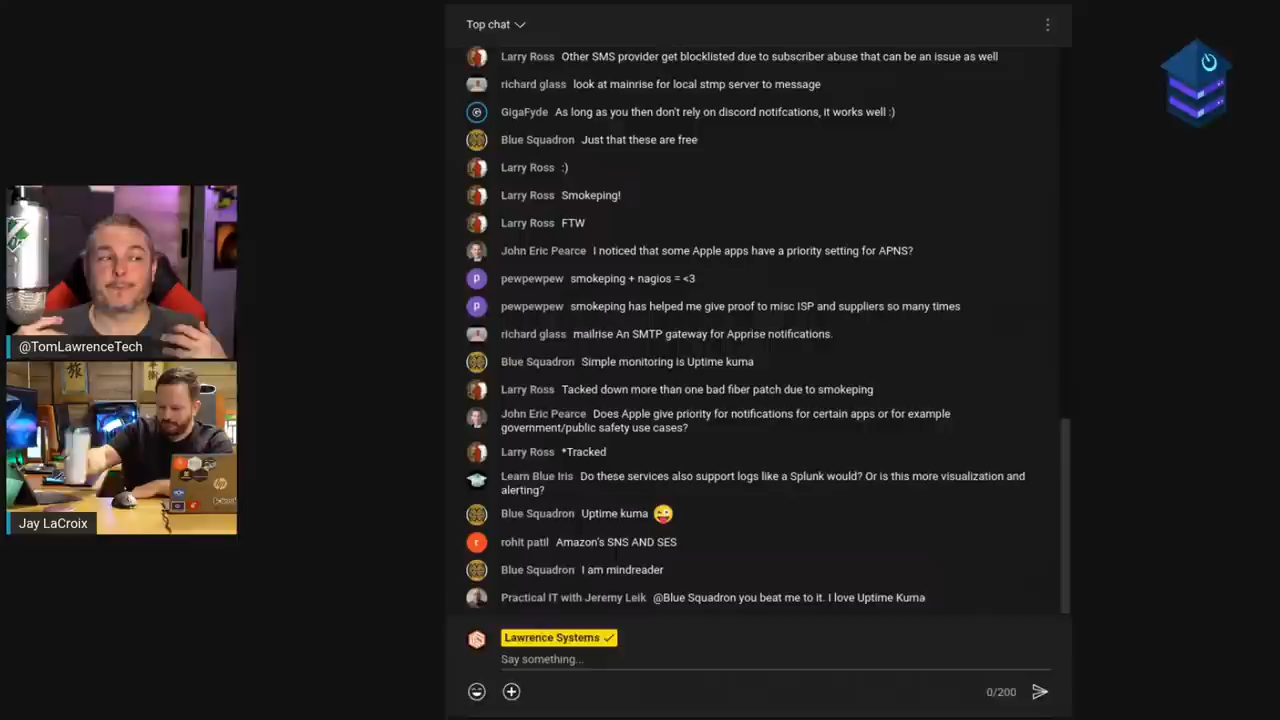 Top chat
Larry Ross Other SMS provider get blocklisted due to subscriber abuse that can be an issue as well
richard glass look at mainrise for local stmp server to message
GigaFyde As long as you then don't rely on discord notifcations, it works well :)
Blue Squadron Just that these are free
Larry Ross :)
Larry Ross Smokeping!
Larry Ross FTW
John Eric Pearce I noticed that some Apple apps have a priority setting for APNS?
pewpewpew smokeping + nagios = <3
pewpewpew smokeping has helped me give proof to misc ISP and suppliers so many times
richard glass mailrise An SMTP gateway for Apprise notifications.
Blue Squadron Simple monitoring is Uptime kuma
Larry Ross Tacked down more than one bad fiber patch due to smokeping
John Eric Pearce Does Apple give priority for notifications for certain apps or for example
government/public safety use cases?
Larry Ross *Tracked
Learn Blue Iris Do these services also support logs like a Splunk would? Or is this more visualization and
alerting?
Blue Squadron Uptime kuma 😜
rohit patil Amazon's SNS AND SES
Blue Squadron I am mindreader
Practical IT with Jeremy Leik @Blue Squadron you beat me to it. I love Uptime Kuma
Lawrence Systems
Say something...
0/200
@TomLawrenceTech
Jay LaCroix